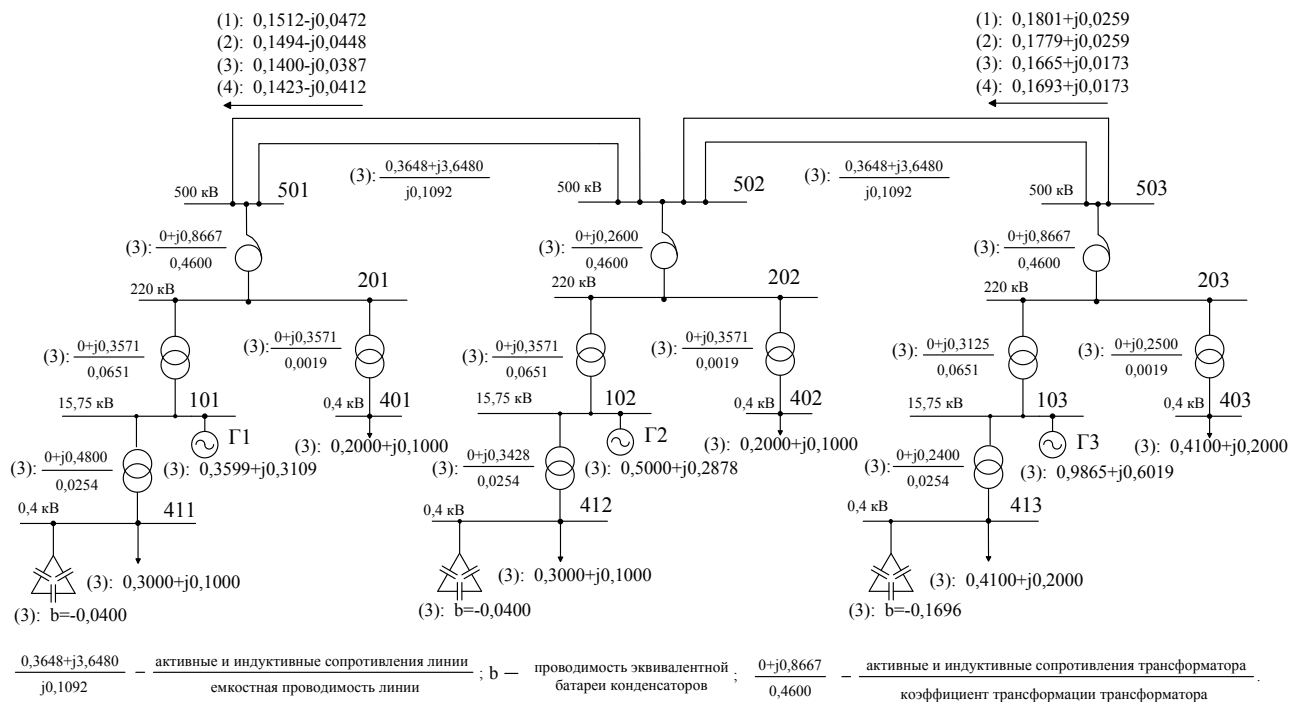 (1): 0,1512-j0,0472
(2): 0,1494-j0,0448
(3): 0,1400-j0,0387
(4): 0,1423-j0,0412
(1): 0,1801+j0,0259
(2): 0,1779+j0,0259
(3): 0,1665+j0,0173
(4): 0,1693+j0,0173
(3): 0,3648+j3,6480
j0,1092
(3): 0,3648+j3,6480
j0,1092
500 кВ 501
500 кВ 502
500 кВ 503
(3): 0+j0,8667
0,4600
(3): 0+j0,2600
0,4600
(3): 0+j0,8667
0,4600
220 кВ 201
220 кВ 202
220 кВ 203
(3): 0+j0,3571
0,0651
(3): 0+j0,3571
0,0019
(3): 0+j0,3571
0,0651
(3): 0+j0,3571
0,0019
(3): 0+j0,3125
0,0651
(3): 0+j0,2500
0,0019
15,75 кВ 101
0,4 кВ 401
15,75 кВ 102
0,4 кВ 402
15,75 кВ 103
0,4 кВ 403
Г1
Г2
Г3
(3): 0,2000+j0,1000
(3): 0,2000+j0,1000
(3): 0,4100+j0,2000
(3): 0+j0,4800
0,0254
(3): 0,3599+j0,3109
(3): 0+j0,3428
0,0254
(3): 0,5000+j0,2878
(3): 0+j0,2400
0,0254
(3): 0,9865+j0,6019
0,4 кВ 411
0,4 кВ 412
0,4 кВ 413
(3): 0,3000+j0,1000
(3): 0,3000+j0,1000
(3): 0,4100+j0,2000
(3): b=-0,0400
(3): b=-0,0400
(3): b=-0,1696
0,3648+j3,6480
j0,1092
– активные и индуктивные сопротивления линии
емкостная проводимость линии
; b – проводимость эквивалентной
батареи конденсаторов
; 0+j0,8667
0,4600
– активные и индуктивные сопротивления трансформатора
коэффициент трансформации трансформатора .